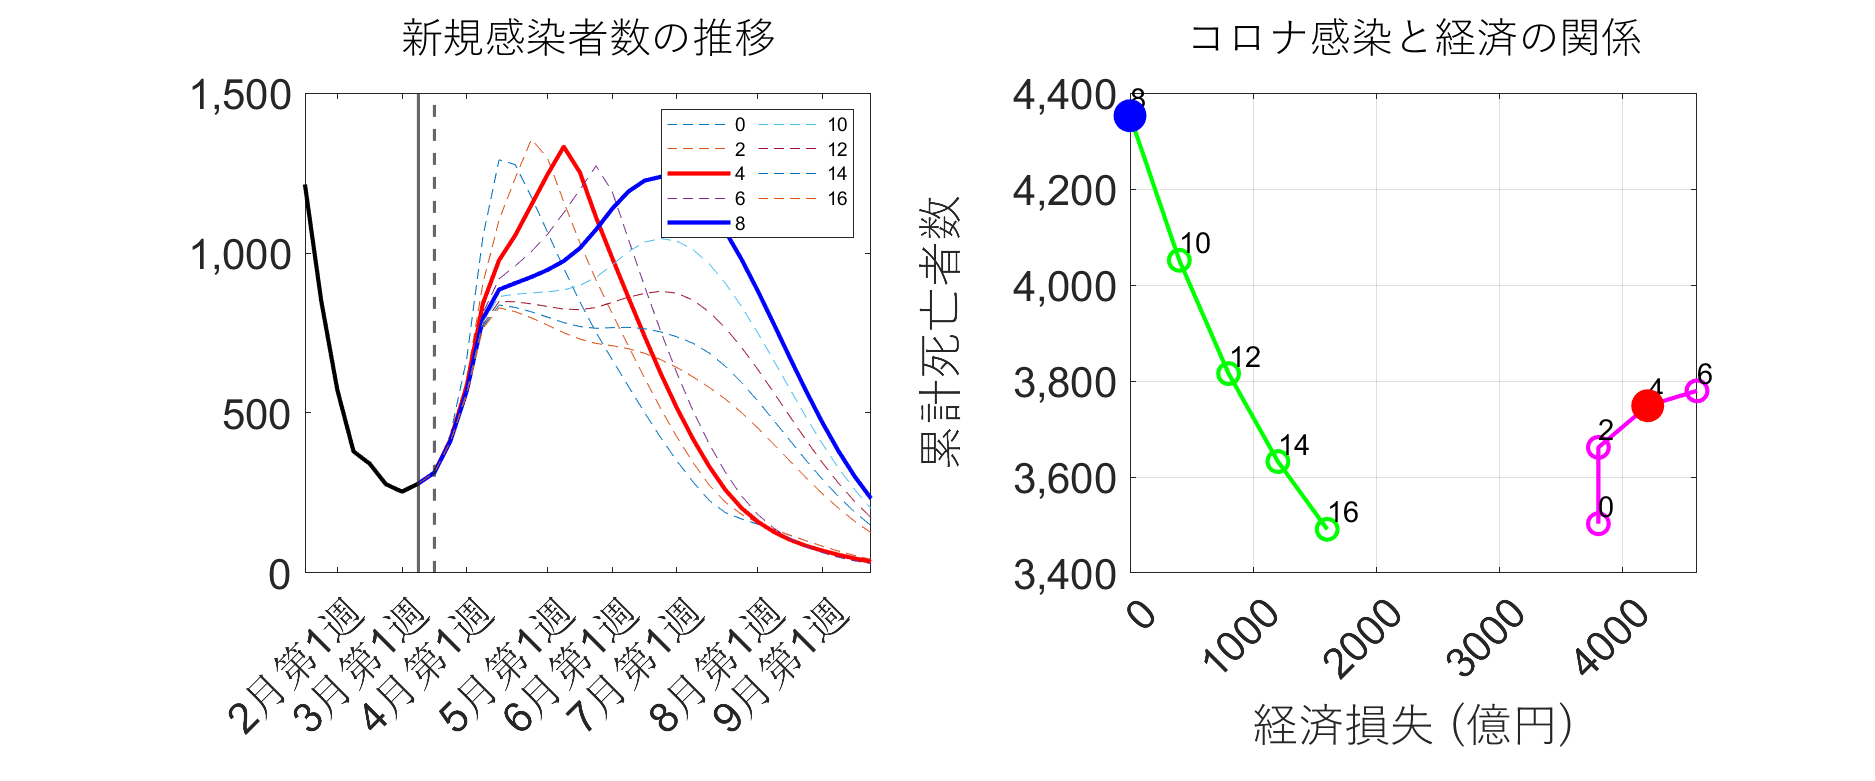 新規感染者数の推移
1,500
1,000
500
0
0
2
4
6
8
10
12
14
16
2月第1週
3月第1週
4月第1週
5月第1週
6月第1週
7月第1週
8月第1週
9月第1週
コロナ感染と経済の関係
累計死亡者数
4,400
4,200
4,000
3,800
3,600
3,400
8
10
12
14
16
6
4
2
0
0
1000
2000
3000
4000
経済損失 (億円)